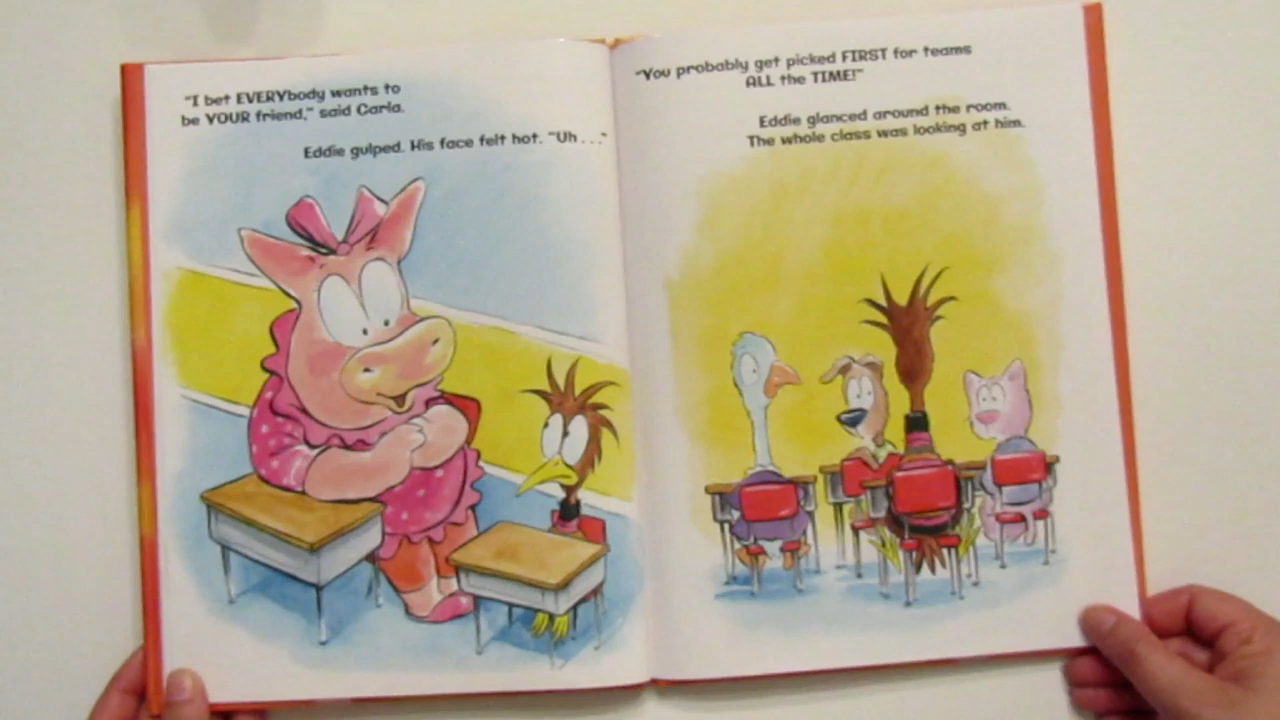 "I bet EVERYbody wants to
be YOUR friend," said Carla.
Eddie gulped. His face felt hot. "Uh . . ."
"You probably get picked FIRST for teams
ALL the TIME!"
Eddie glanced around the room.
The whole class was looking at him.